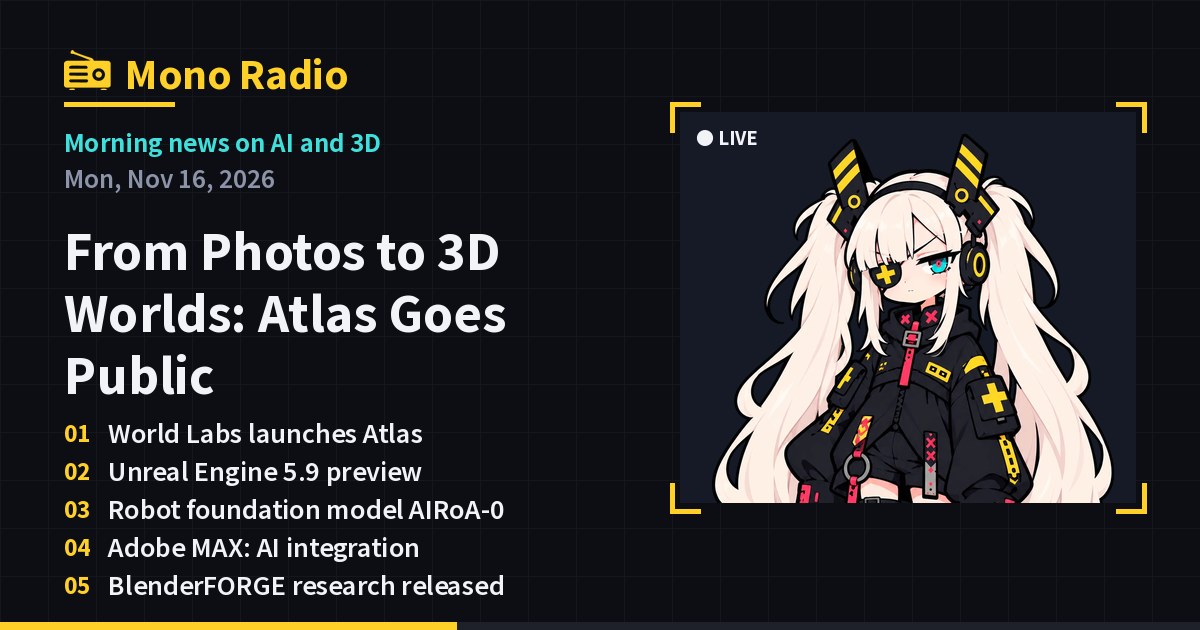 Mono Radio
Morning news on AI and 3D
Mon, Nov 16, 2026
From Photos to 3D
Worlds: Atlas Goes
Public
01 World Labs launches Atlas
02 Unreal Engine 5.9 preview
03 Robot foundation model AIRoA-0
04 Adobe MAX: AI integration
05 BlenderFORGE research released
LIVE